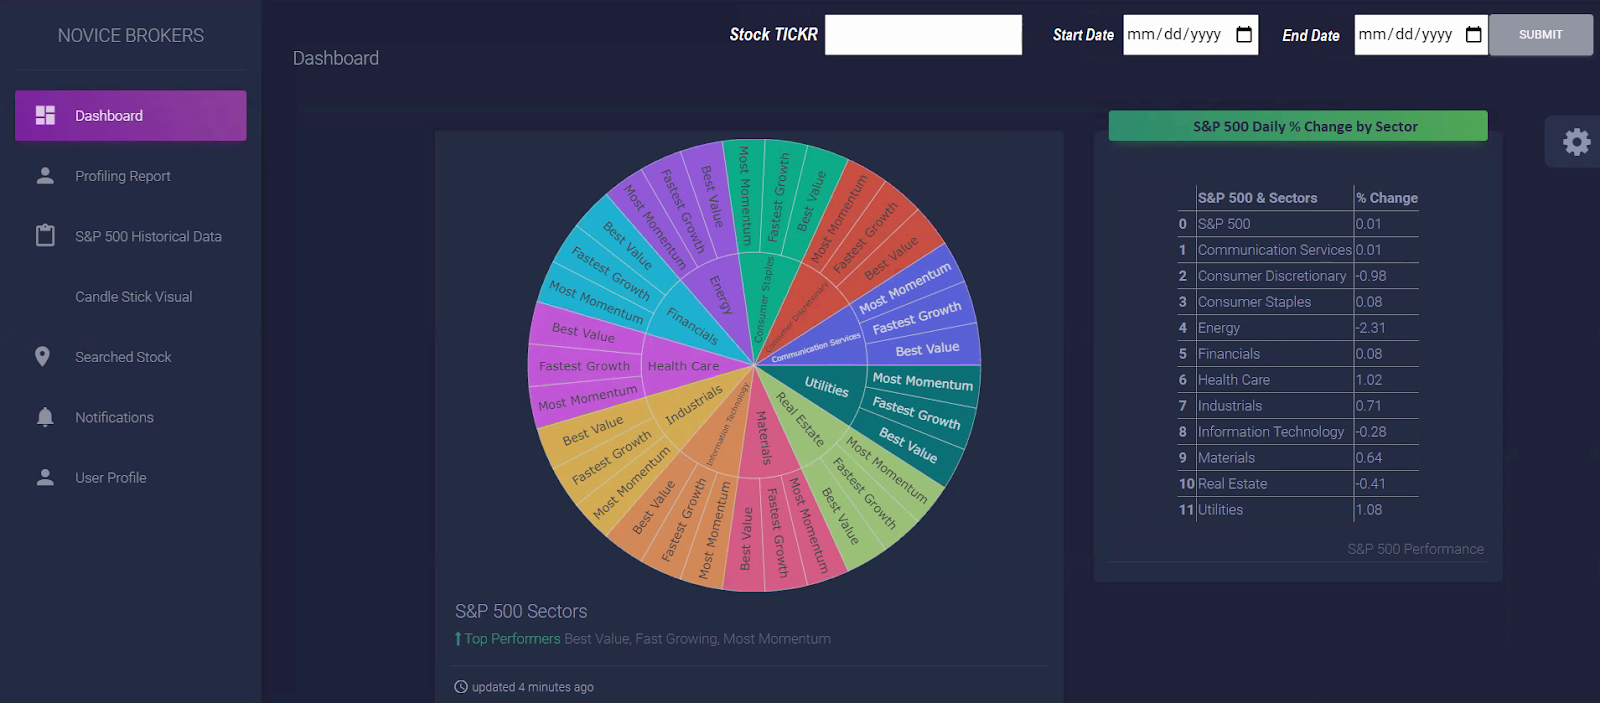 NOVICE BROKERS
Dashboard
Profiling Report
S&P 500 Historical Data
Candle Stick Visual
Searched Stock
Notifications
User Profile
Stock TICKR
Start Date
mm/dd/yyyy
End Date
mm/dd/yyyy
SUBMIT
Dashboard
Communication Services
Most Momentum
Fastest Growth
Best Value
Consumer Discretionary
Most Momentum
Fastest Growth
Best Value
Consumer Staples
Most Momentum
Fastest Growth
Best Value
Energy
Most Momentum
Fastest Growth
Best Value
Financials
Best Value
Fastest Growth
Most Momentum
Health Care
Best Value
Fastest Growth
Most Momentum
Industrials
Best Value
Fastest Growth
Most Momentum
Information Technology
Best Value
Fastest Growth
Most Momentum
Materials
Best Value
Fastest Growth
Most Momentum
Real Estate
Most Momentum
Fastest Growth
Best Value
Utilities
Most Momentum
Fastest Growth
Best Value
S&P 500 Sectors
Top Performers Best Value, Fast Growing, Most Momentum
updated 4 minutes ago
S&P 500 Daily % Change by Sector
S&P 500 & Sectors % Change
0 S&P 500 0.01
1 Communication Services 0.01
2 Consumer Discretionary -0.98
3 Consumer Staples 0.08
4 Energy -2.31
5 Financials 0.08
6 Health Care 1.02
7 Industrials 0.71
8 Information Technology -0.28
9 Materials 0.64
10 Real Estate -0.41
11 Utilities 1.08
S&P 500 Performance